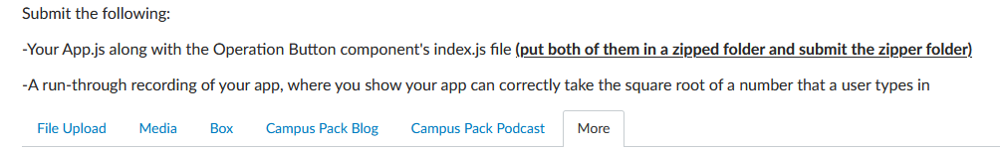 Submit the following:
-Your App.js along with the Operation Button component's index.js file (put both of them in a zipped folder and submit the zipper folder)
-A run-through recording of your app, where you show your app can correctly take the square root of a number that a user types in
File Upload Media Box Campus Pack Blog Campus Pack Podcast More